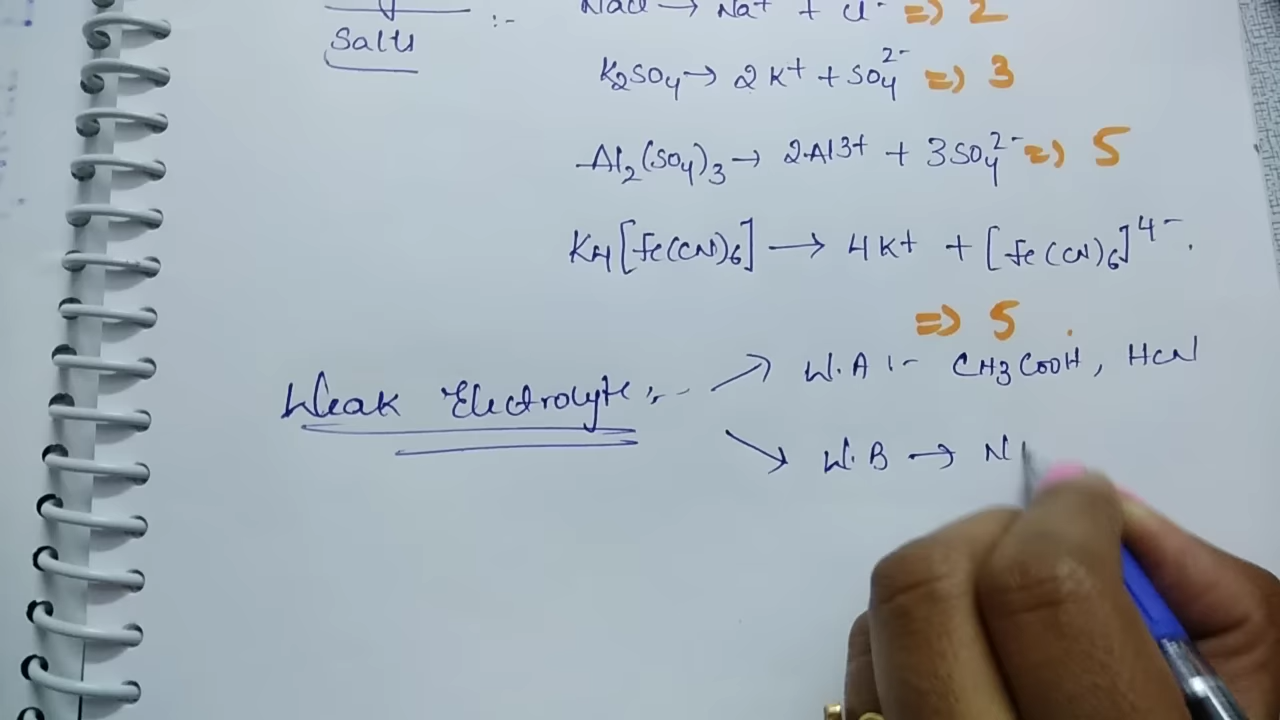 Salts :- NaCl → Na+ + Cl- => 2
K2SO4 → 2K+ + SO4 2- => 3
Al2(SO4)3 → 2Al3+ + 3SO4 2- => 5
K4[Fe(CN)6] → 4K+ + [Fe(CN)6]4-.
=> 5
Weak Electrolyte :- → W.A :- CH3COOH, HCN
→ W.B → N